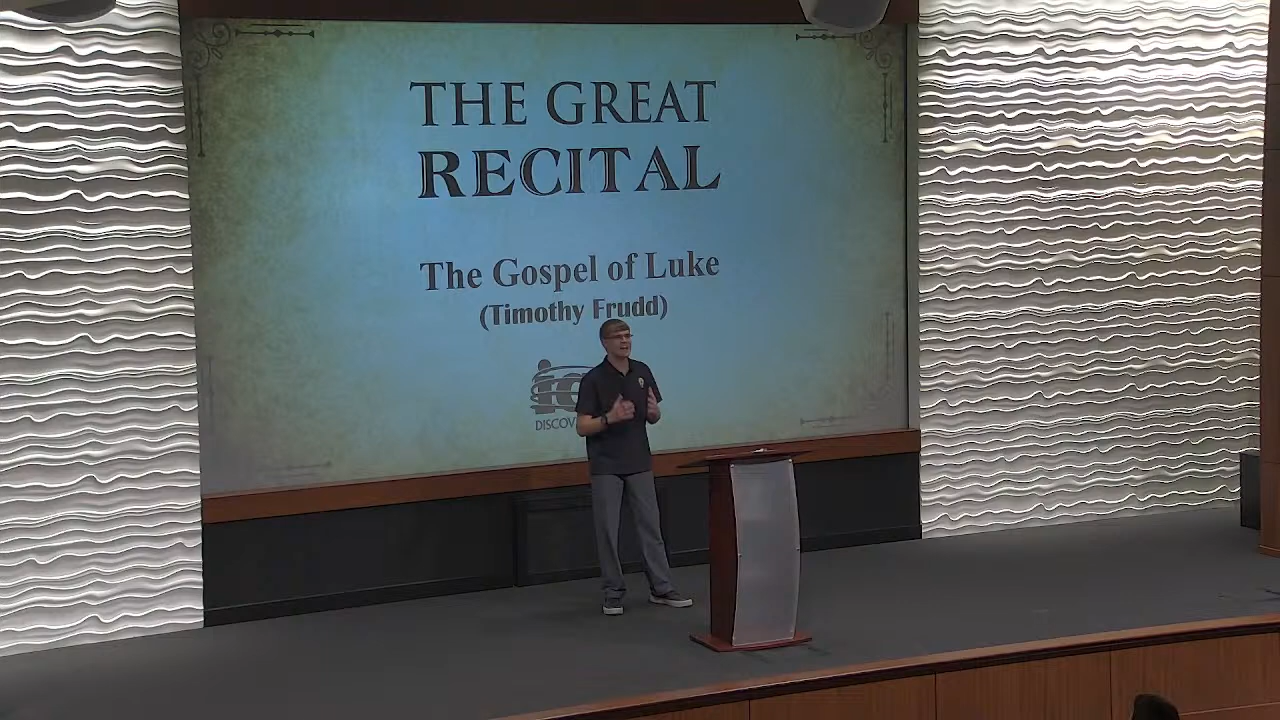 THE GREAT
RECITAL
The Gospel of Luke
(Timothy Frudd)